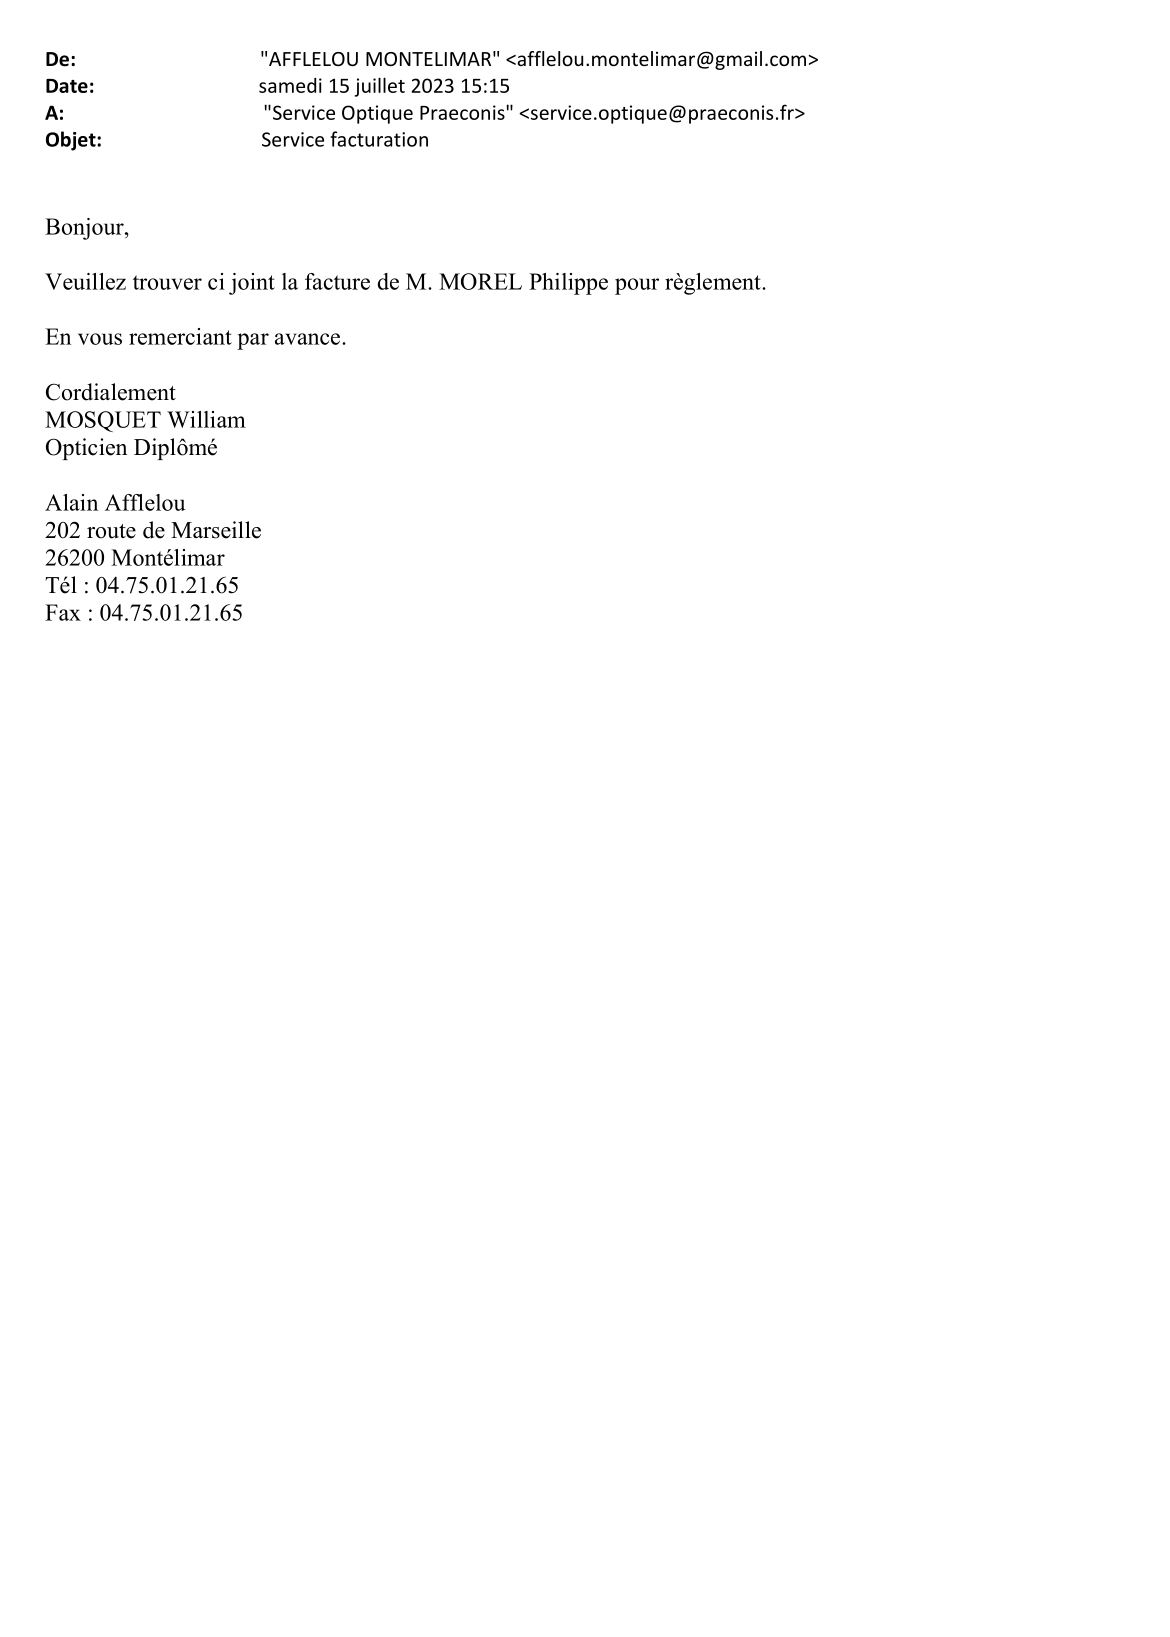 De: "AFFLELOU MONTELIMAR" <afflelou.montelimar@gmail.com>
Date: samedi 15 juillet 2023 15:15
A: "Service Optique Praeconis" <service.optique@praeconis.fr>
Objet: Service facturation
Bonjour,
Veuillez trouver ci joint la facture de M. MOREL Philippe pour règlement.
En vous remerciant par avance.
Cordialement
MOSQUET William
Opticien Diplômé
Alain Afflelou
202 route de Marseille
26200 Montélimar
Tél : 04.75.01.21.65
Fax : 04.75.01.21.65